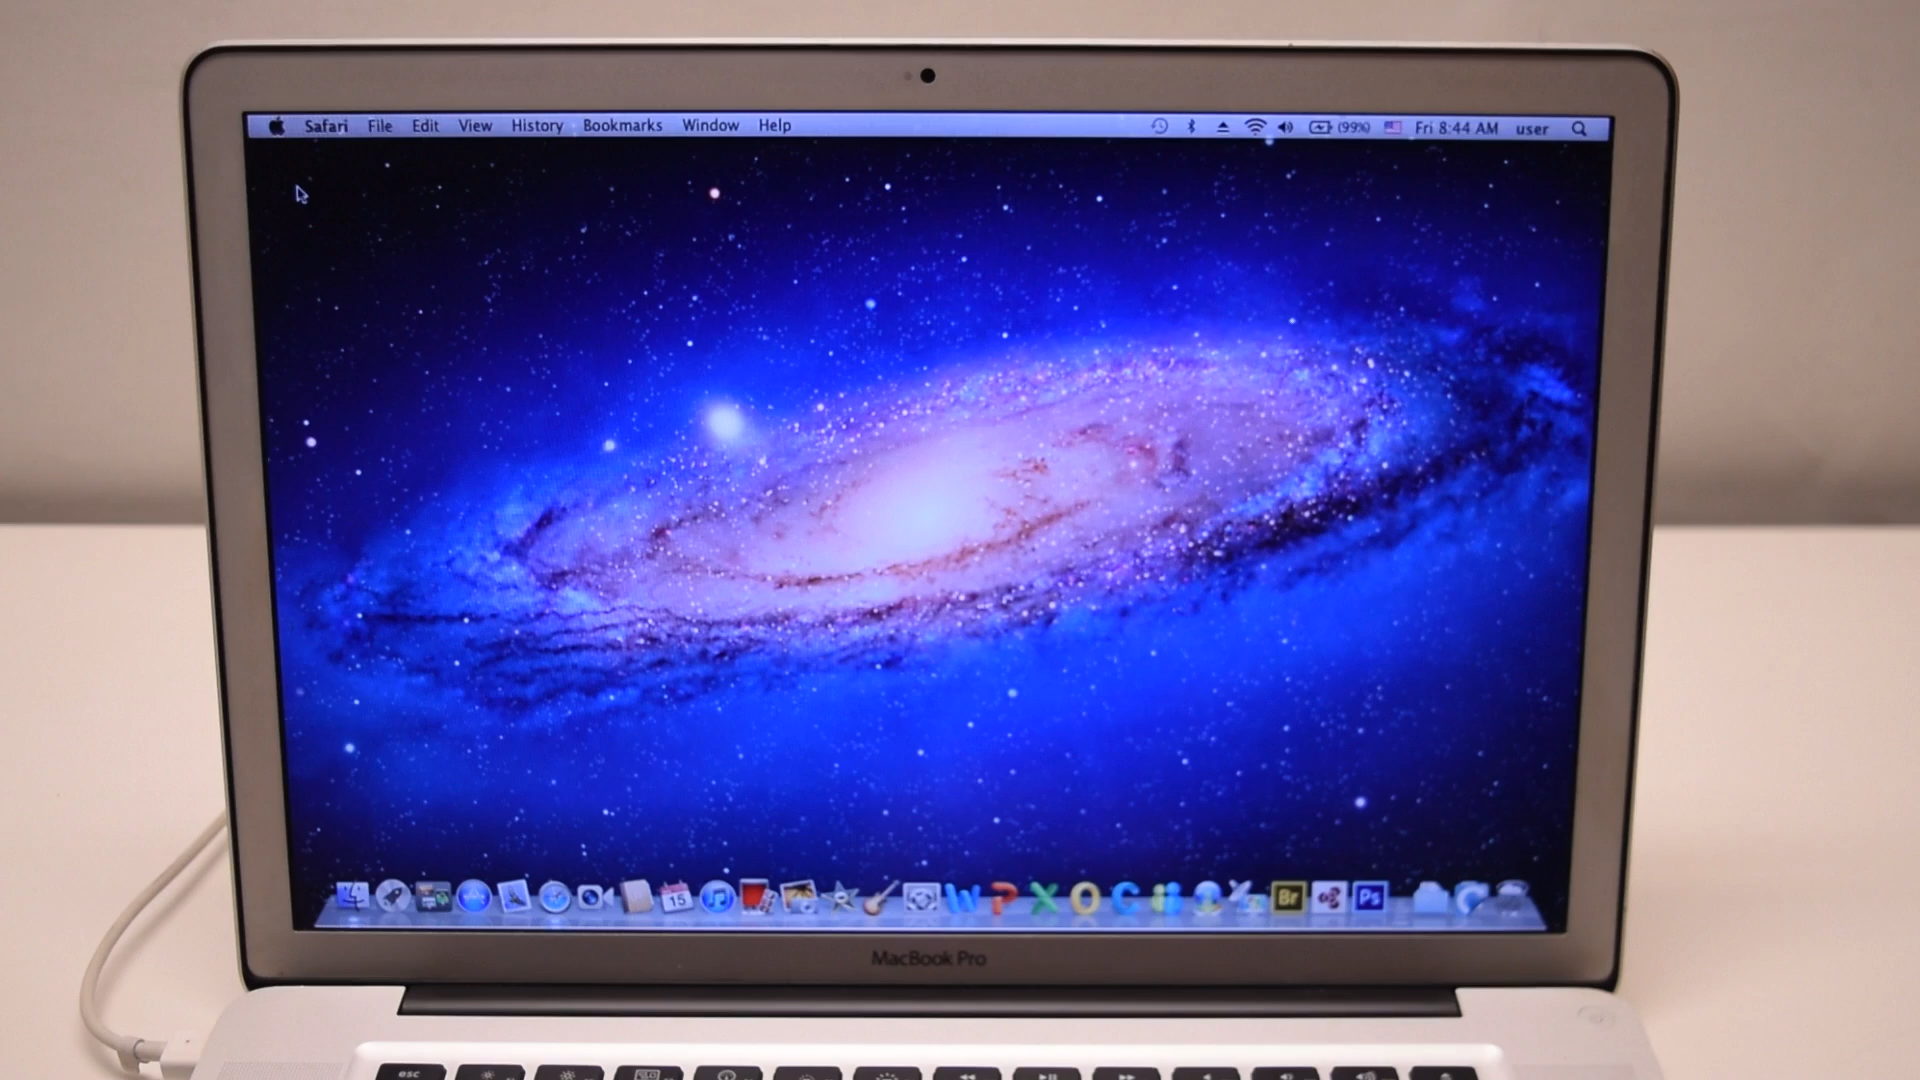 Safari File Edit View History Bookmarks Window Help (99%) Fri 8:44 AM user
15 W P X O C Br Ps
MacBook Pro
esc